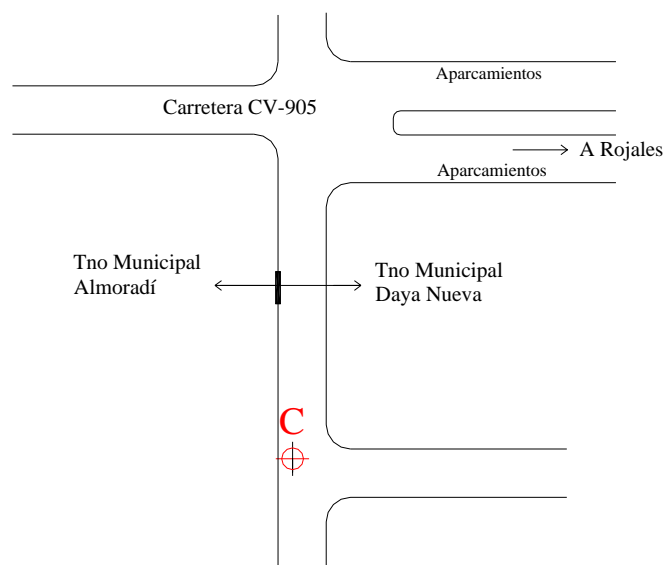 Aparcamientos
Carretera CV-905
A Rojales
Aparcamientos
Tno Municipal
Almoradí
Tno Municipal
Daya Nueva
C